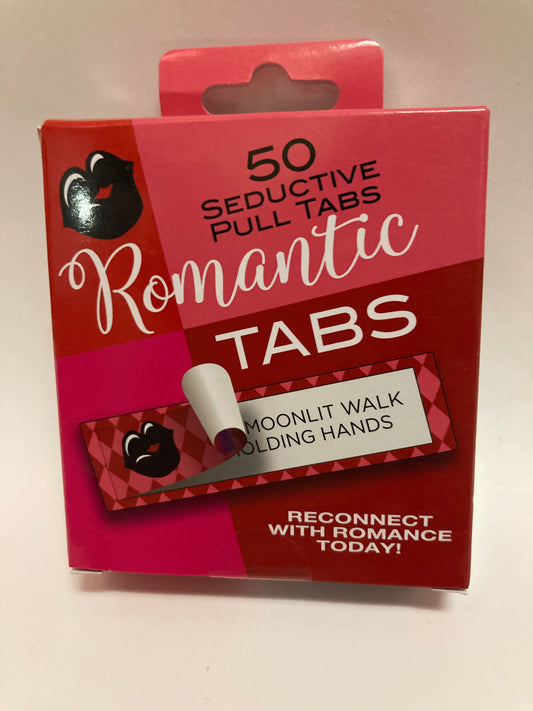 50
SEDUCTIVE
PULL TABS
Romantic
TABS
MOONLIT WALK
HOLDING HANDS
RECONNECT
WITH ROMANCE
TODAY!